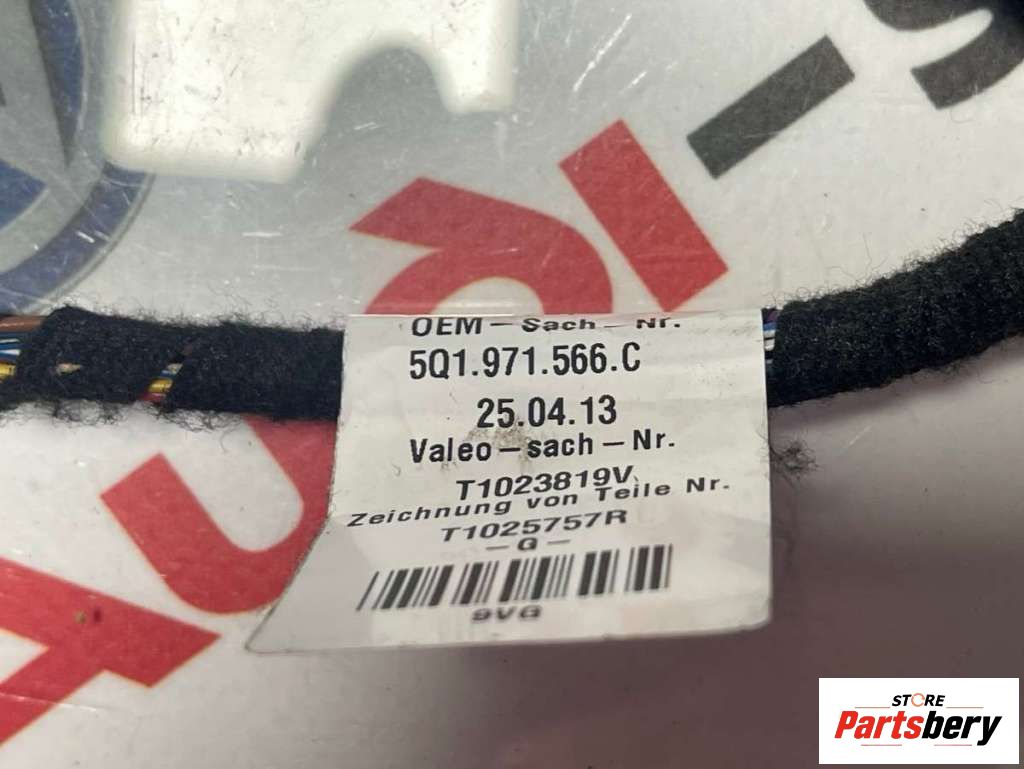 OEM – Sach – Nr.
5Q1.971.566.C
25.04.13
Valeo – sach – Nr.
T1023819V
Zeichnung von Teile Nr.
T1025757R
– G –
9VG
STORE
Partsbery